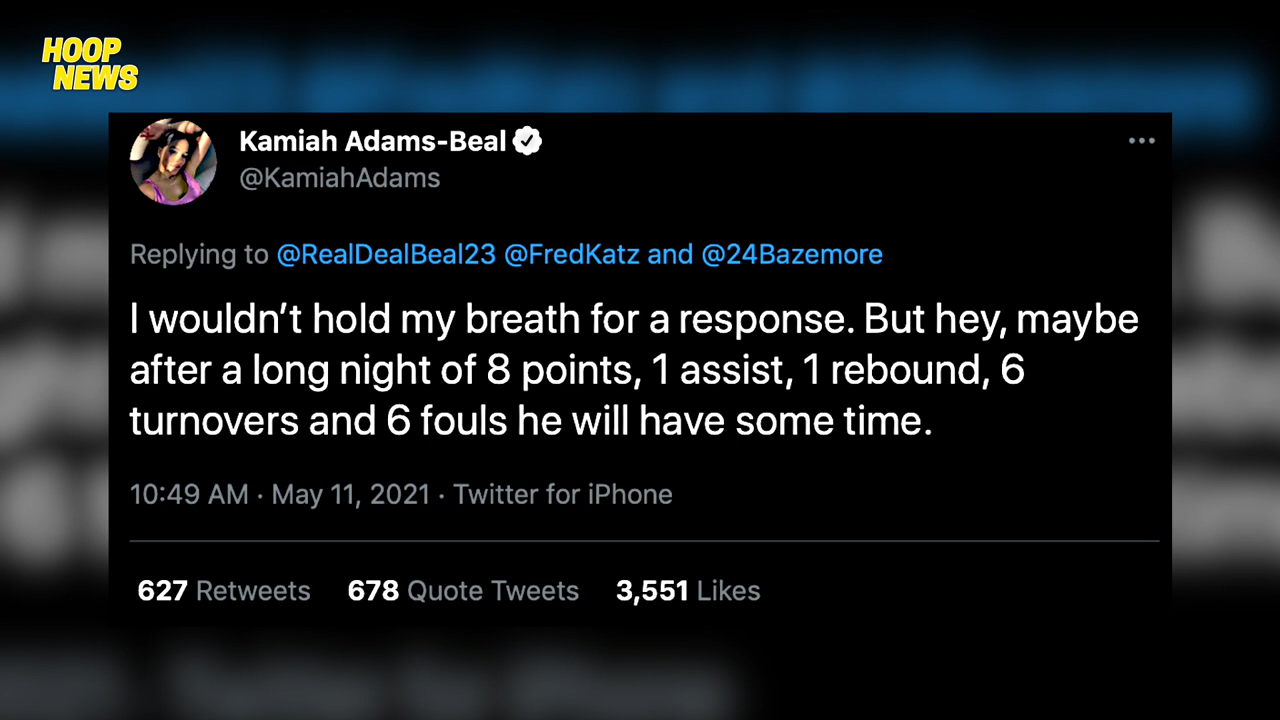 HOOP
NEWS
Kamiah Adams-Beal
@KamiahAdams
Replying to @RealDealBeal23 @FredKatz and @24Bazemore
I wouldn’t hold my breath for a response. But hey, maybe
after a long night of 8 points, 1 assist, 1 rebound, 6
turnovers and 6 fouls he will have some time.
10:49 AM · May 11, 2021 · Twitter for iPhone
627 Retweets 678 Quote Tweets 3,551 Likes